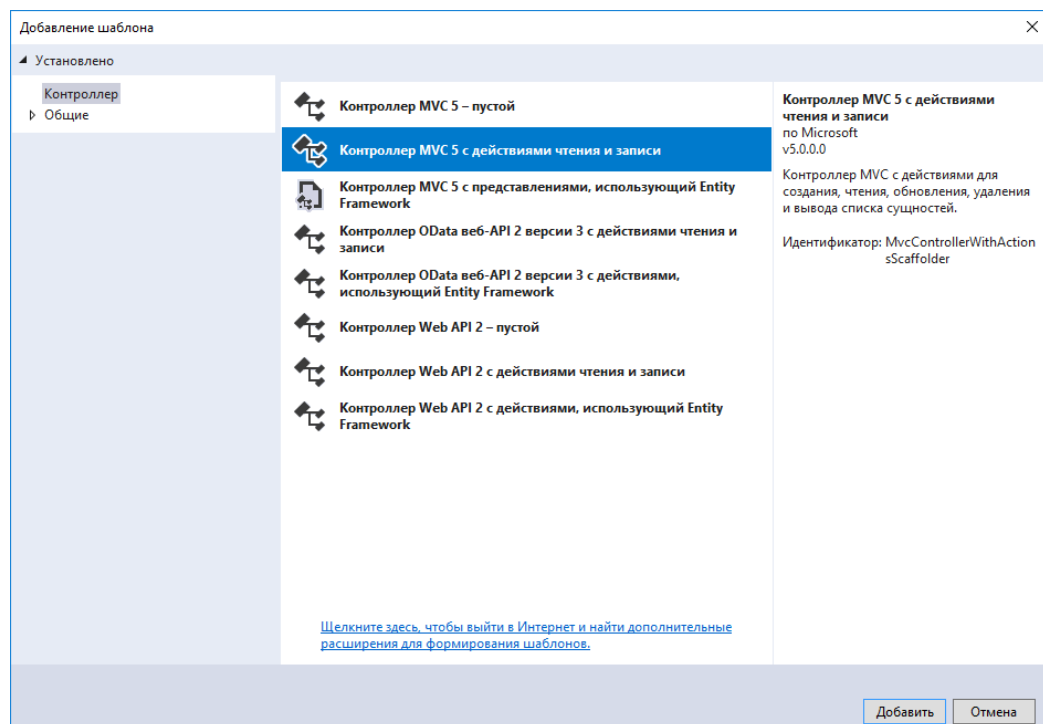 Добавление шаблона
Установлено
Контроллер
Общие
Контроллер MVC 5 – пустой
Контроллер MVC 5 с действиями чтения и записи
Контроллер MVC 5 с представлениями, использующий Entity
Framework
Контроллер OData веб-API 2 версии 3 с действиями чтения и
записи
Контроллер OData веб-API 2 версии 3 с действиями,
использующий Entity Framework
Контроллер Web API 2 – пустой
Контроллер Web API 2 с действиями чтения и записи
Контроллер Web API 2 с действиями, использующий Entity
Framework
Щелкните здесь, чтобы выйти в Интернет и найти дополнительные
расширения для формирования шаблонов.
Контроллер MVC 5 с действиями
чтения и записи
по Microsoft
v5.0.0.0
Контроллер MVC с действиями для
создания, чтения, обновления, удаления
и вывода списка сущностей.
Идентификатор: MvcControllerWithAction
sScaffolder
Добавить
Отмена